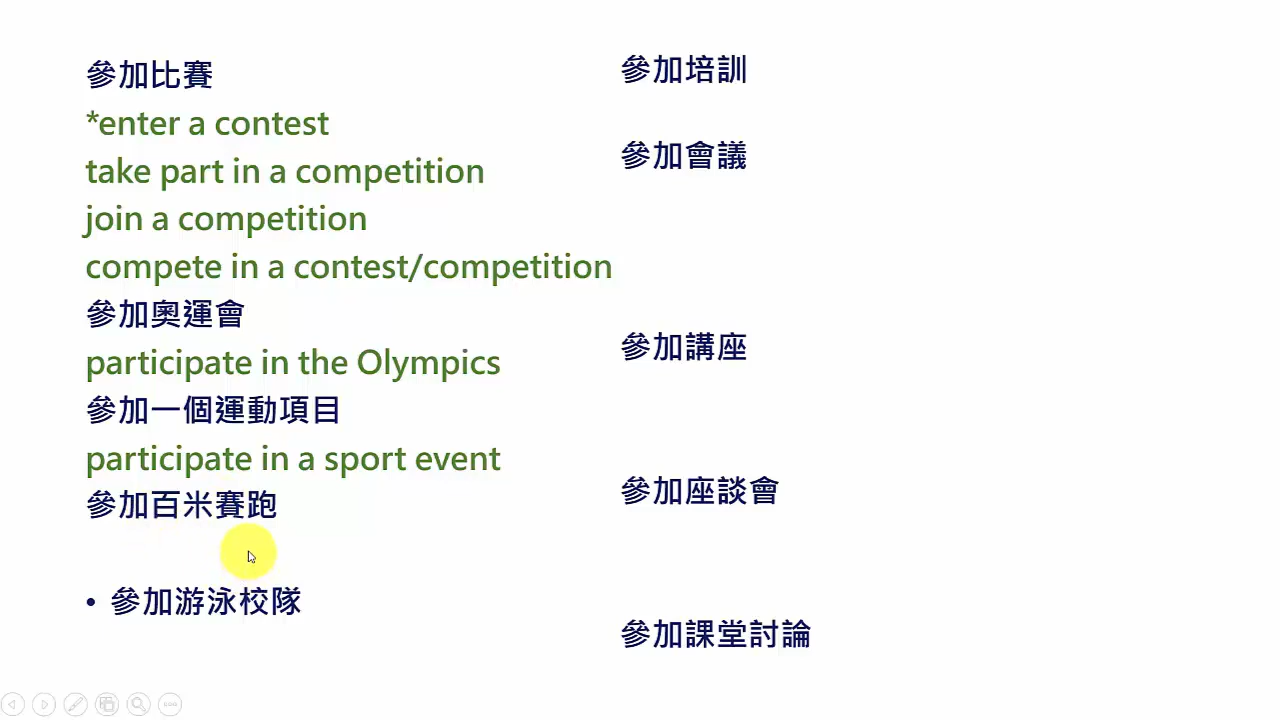 參加比賽
*enter a contest
take part in a competition
join a competition
compete in a contest/competition
參加奧運會
participate in the Olympics
參加一個運動項目
participate in a sport event
參加百米賽跑
• 參加游泳校隊
參加培訓
參加會議
參加講座
參加座談會
參加課堂討論